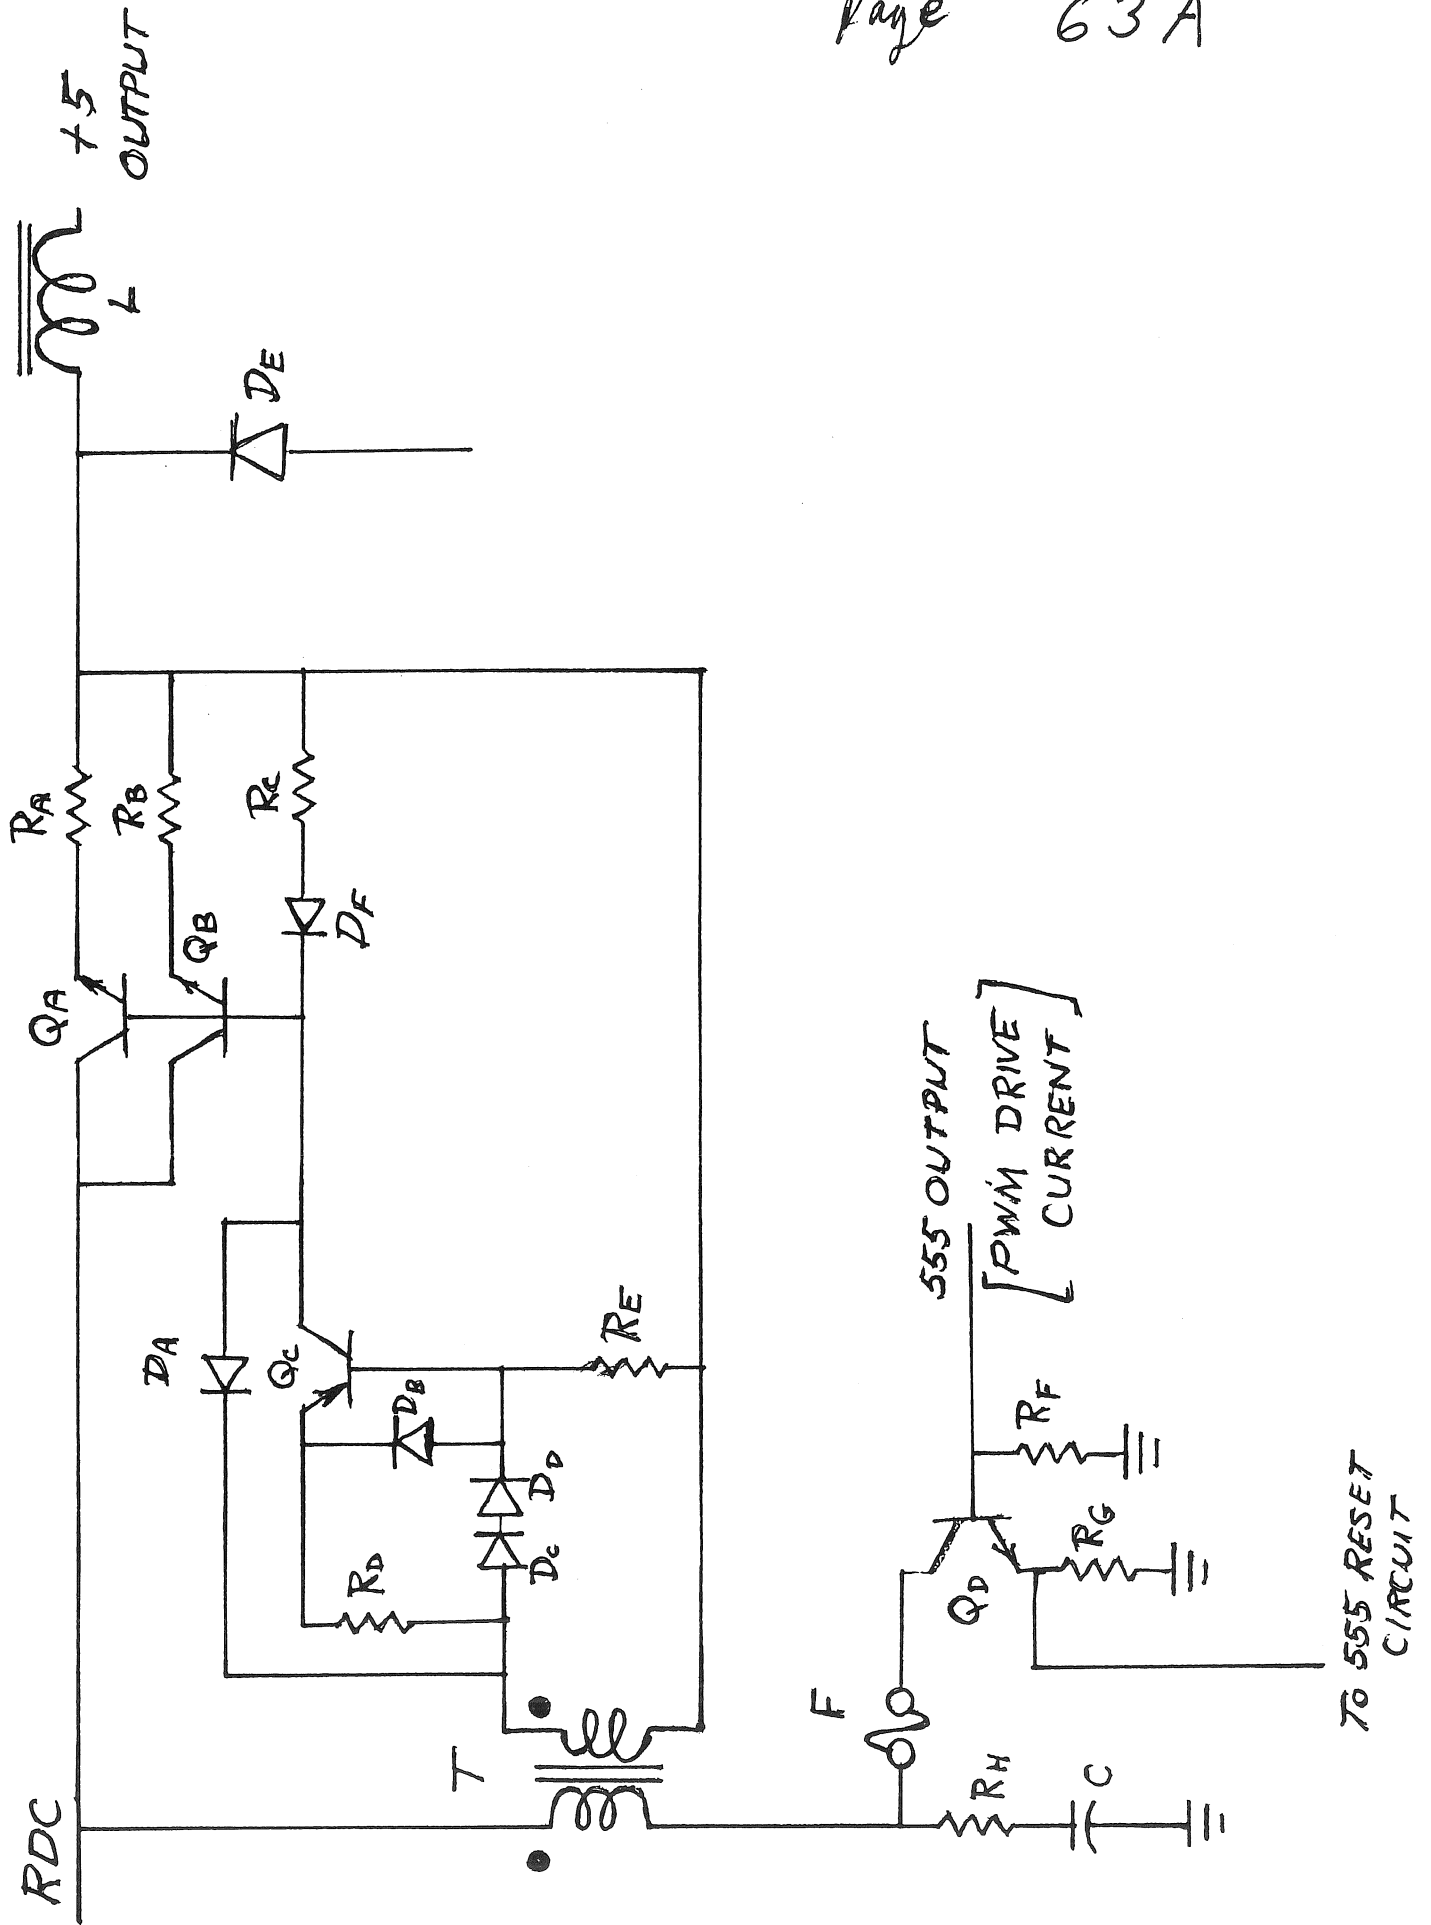 Page 63A
RDC
+5
OUTPUT
L
RA
RB
RC
QA
QB
DF
DE
DA
QC
DB
DD
DC
RD
RE
T
F
RH
C
QD
RG
RF
555 OUTPUT
[PWM DRIVE
CURRENT]
TO 555 RESET
CIRCUIT